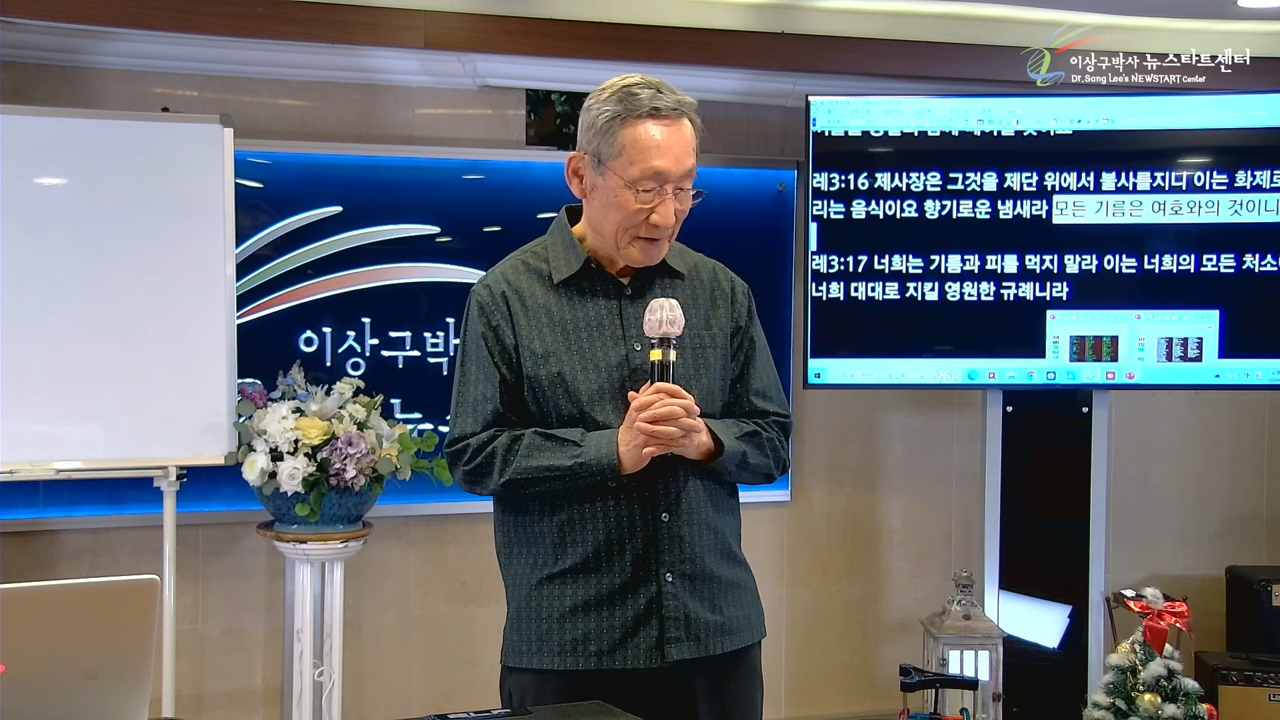 이상구박사 뉴스타트센터
Dr. Sang Lee's NEWSTART Center
레3:16 제사장은 그것을 제단 위에서 불사를지니 이는 화제로
리는 음식이요 향기로운 냄새라 모든 기름은 여호와의 것이니
레3:17 너희는 기름과 피를 먹지 말라 이는 너희의 모든 처소
너희 대대로 지킬 영원한 규례니라
이상구박